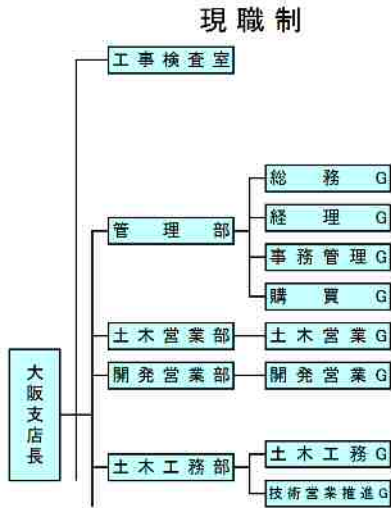 現職制
工事検査室
総務G
経理G
管理部
事務管理G
購買G
土木営業部
土木営業G
開発営業部
開発営業G
大阪支店長
土木工務部
土木工務G
技術営業推進G